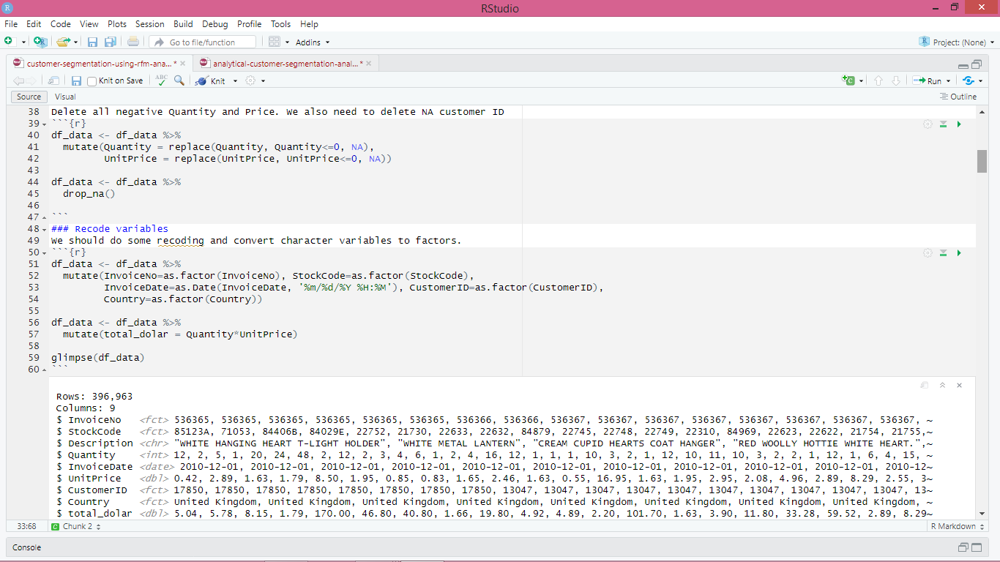 RStudio
File Edit Code View Plots Session Build Debug Profile Tools Help
Go to file/function Addins Project: (None)
customer-segmentation-using-rfm-ana...* analytical-customer-segmentation-anal...*
Knit on Save ABC Knit Run
Source Visual Outline
38 Delete all negative Quantity and Price. We also need to delete NA customer ID
39 ```{r}
40 df_data <- df_data %>%
41 mutate(Quantity = replace(Quantity, Quantity<=0, NA),
42 UnitPrice = replace(UnitPrice, UnitPrice<=0, NA))
43
44 df_data <- df_data %>%
45 drop_na()
46
47 ```
48 ### Recode variables
49 We should do some recoding and convert character variables to factors.
50 ```{r}
51 df_data <- df_data %>%
52 mutate(InvoiceNo=as.factor(InvoiceNo), StockCode=as.factor(StockCode),
53 InvoiceDate=as.Date(InvoiceDate, '%m/%d/%Y %H:%M'), CustomerID=as.factor(CustomerID),
54 Country=as.factor(Country))
55
56 df_data <- df_data %>%
57 mutate(total_dolar = Quantity*UnitPrice)
58
59 glimpse(df_data)
60 ```
Rows: 396,963
Columns: 9
$ InvoiceNo <fct> 536365, 536365, 536365, 536365, 536365, 536365, 536366, 536366, 536367, 536367, 536367, 536367, 536367, 536367, 536367, 536367, ~
$ StockCode <fct> 85123A, 71053, 84406B, 84029E, 22752, 21730, 22633, 22632, 84879, 22745, 22748, 22749, 22310, 84969, 22623, 22622, 21754, 21755,~
$ Description <chr> "WHITE HANGING HEART T-LIGHT HOLDER", "WHITE METAL LANTERN", "CREAM CUPID HEARTS COAT HANGER", "RED WOOLLY HOTTIE WHITE HEART.",~
$ Quantity <int> 12, 2, 5, 1, 20, 24, 48, 2, 12, 2, 3, 4, 6, 1, 2, 4, 16, 12, 1, 1, 1, 10, 3, 2, 1, 12, 10, 11, 10, 3, 2, 2, 1, 12, 1, 6, 4, 15, ~
$ InvoiceDate <date> 2010-12-01, 2010-12-01, 2010-12-01, 2010-12-01, 2010-12-01, 2010-12-01, 2010-12-01, 2010-12-01, 2010-12-01, 2010-12-01, 2010-12~
$ UnitPrice <dbl> 0.42, 2.89, 1.63, 1.79, 8.50, 1.95, 0.85, 0.83, 1.65, 2.46, 1.63, 0.55, 16.95, 1.63, 1.95, 2.95, 2.08, 4.96, 2.89, 8.29, 2.55, 3~
$ CustomerID <fct> 17850, 17850, 17850, 17850, 17850, 17850, 17850, 17850, 13047, 13047, 13047, 13047, 13047, 13047, 13047, 13047, 13047, 13047, 13~
$ Country <fct> United Kingdom, United Kingdom, United Kingdom, United Kingdom, United Kingdom, United Kingdom, United Kingdom, United Kingdom, ~
$ total_dolar <dbl> 5.04, 5.78, 8.15, 1.79, 170.00, 46.80, 40.80, 1.66, 19.80, 4.92, 4.89, 2.20, 101.70, 1.63, 3.90, 11.80, 33.28, 59.52, 2.89, 8.29~
33:68 C Chunk 2 R Markdown
Console